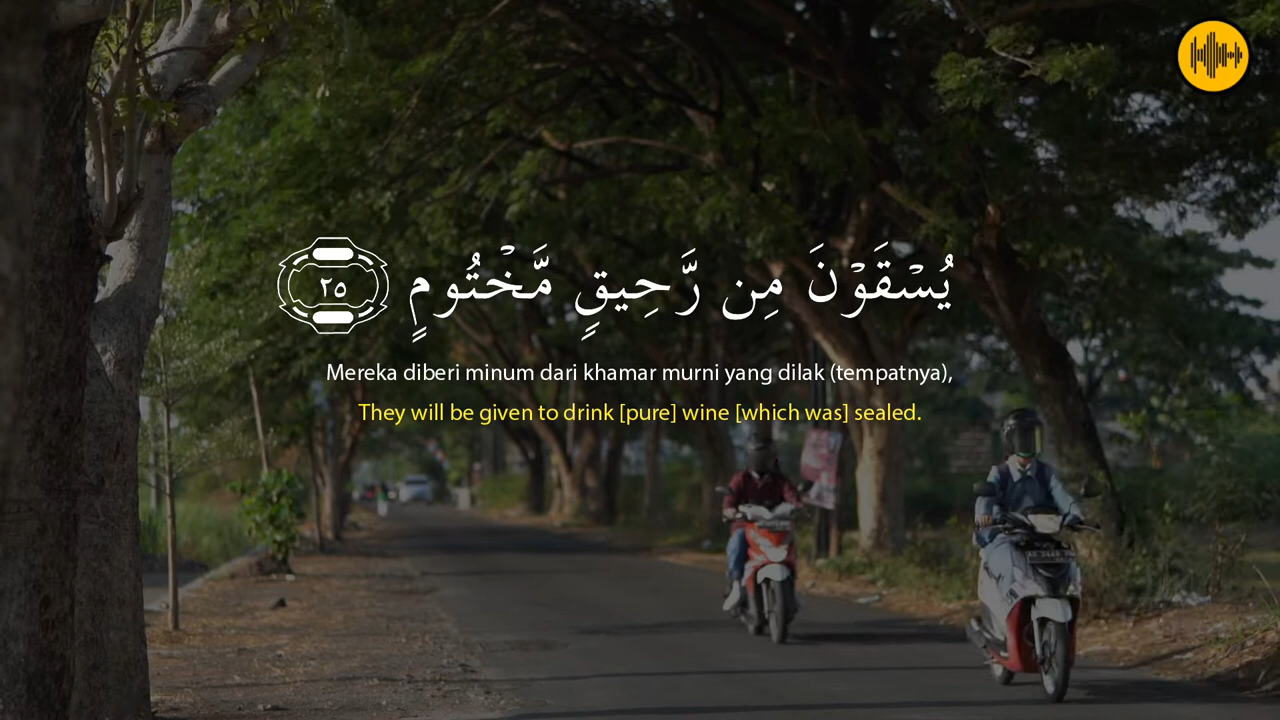 يُسْقَوْنَ مِن رَّحِيقٍ مَّخْتُومٍ ٢٥
Mereka diberi minum dari khamar murni yang dilak (tempatnya),
They will be given to drink [pure] wine [which was] sealed.